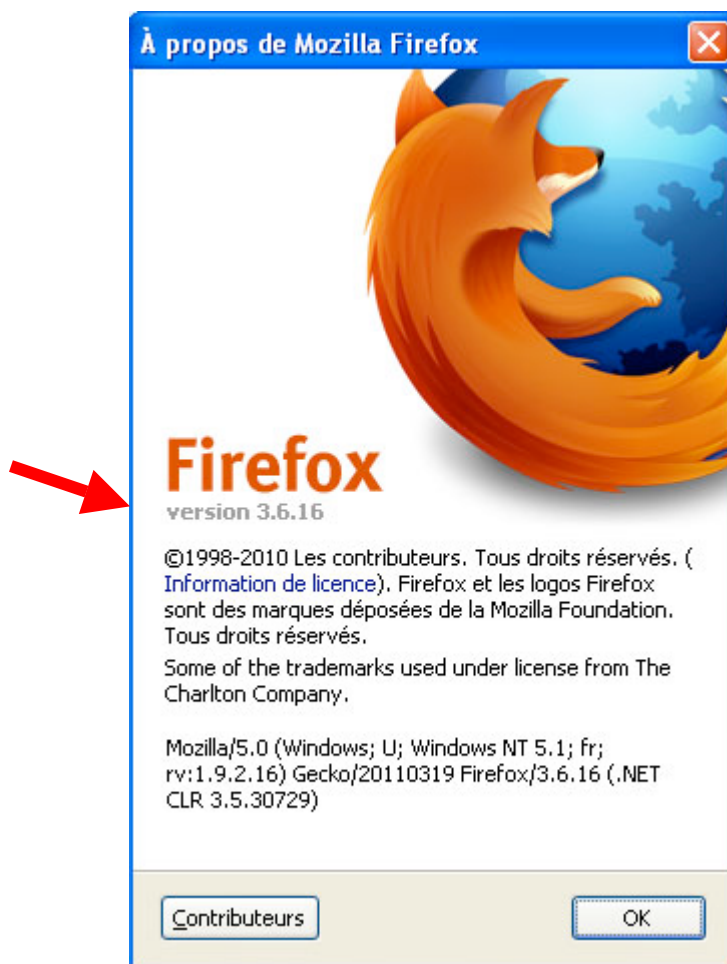 À propos de Mozilla Firefox
Firefox
version 3.6.16
©1998-2010 Les contributeurs. Tous droits réservés. (
Information de licence). Firefox et les logos Firefox
sont des marques déposées de la Mozilla Foundation.
Tous droits réservés.
Some of the trademarks used under license from The
Charlton Company.
Mozilla/5.0 (Windows; U; Windows NT 5.1; fr;
rv:1.9.2.16) Gecko/20110319 Firefox/3.6.16 (.NET
CLR 3.5.30729)
Contributeurs
OK